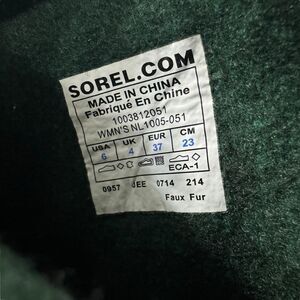 SOREL.COM
MADE IN CHINA
Fabriqué En Chine
1003812051
WMN'S NL1005-051
USA UK EUR CM
6 4 37 23
ECA-1
0957 JEE 0714 214
Faux Fur